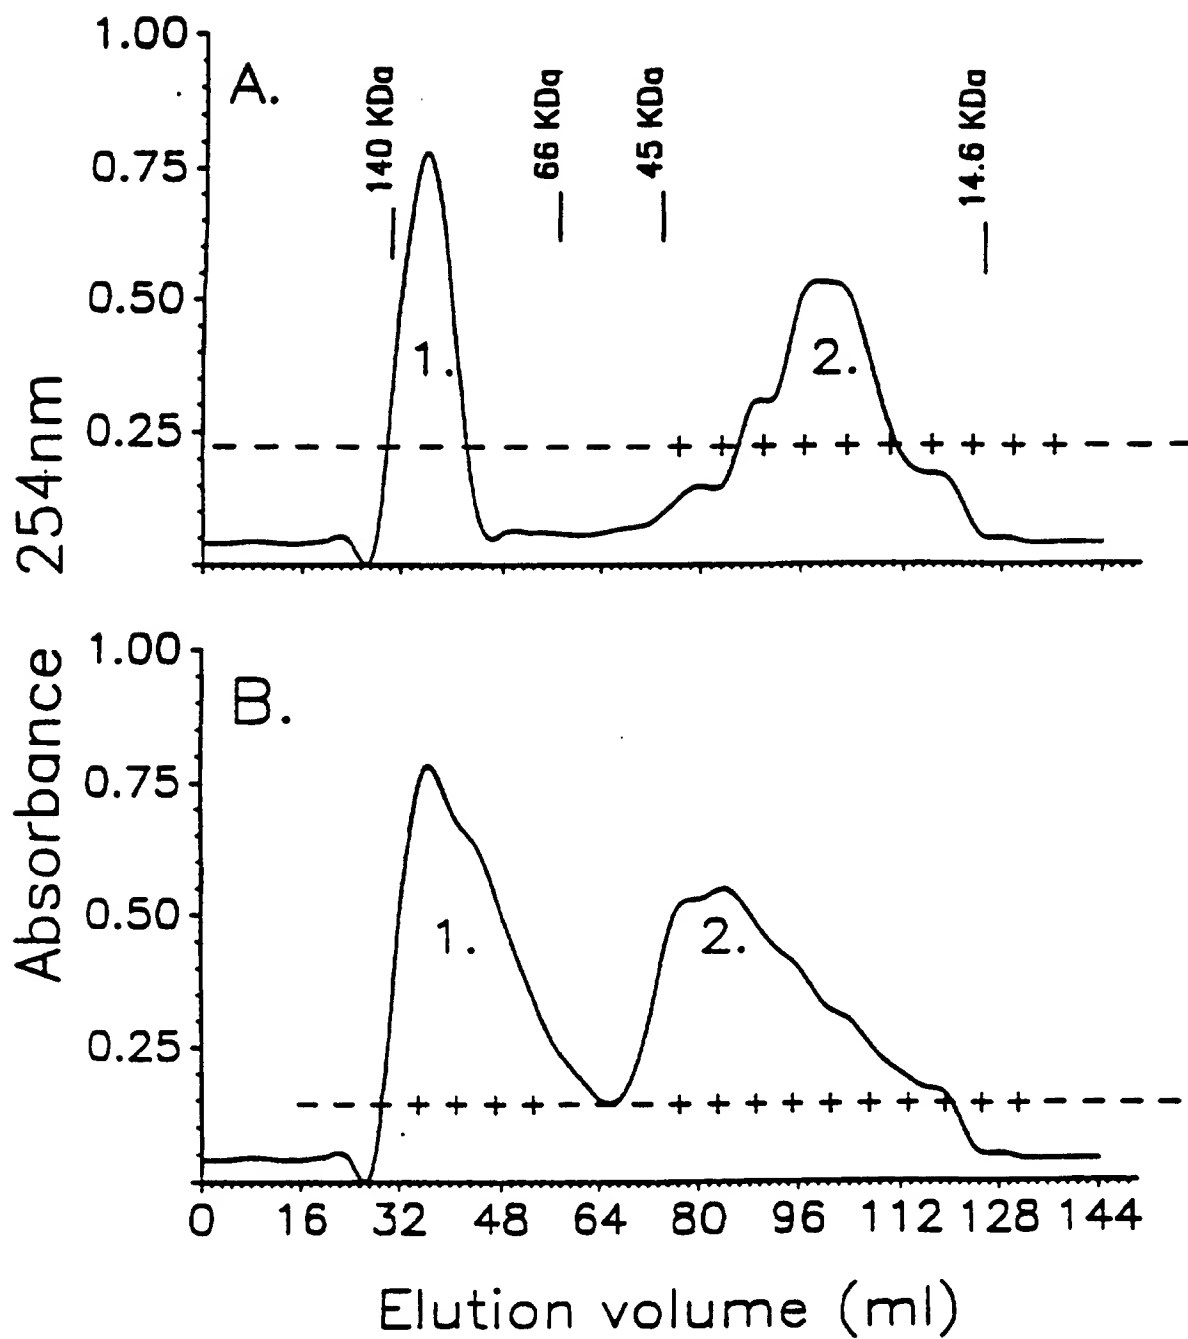 1.00
A.
140 KDa
66 KDa
45 KDa
14.6 KDa
0.75
0.50
1.
2.
0.25
— — — — — — — — — — — + + + + + + + + + + — — —
1.00
B.
0.75
0.50
1.
2.
0.25
— — — + + + + — — — + + + + + + + + + + — — — —
0 16 32 48 64 80 96 112 128 144
Elution volume (ml)
Absorbance 254nm